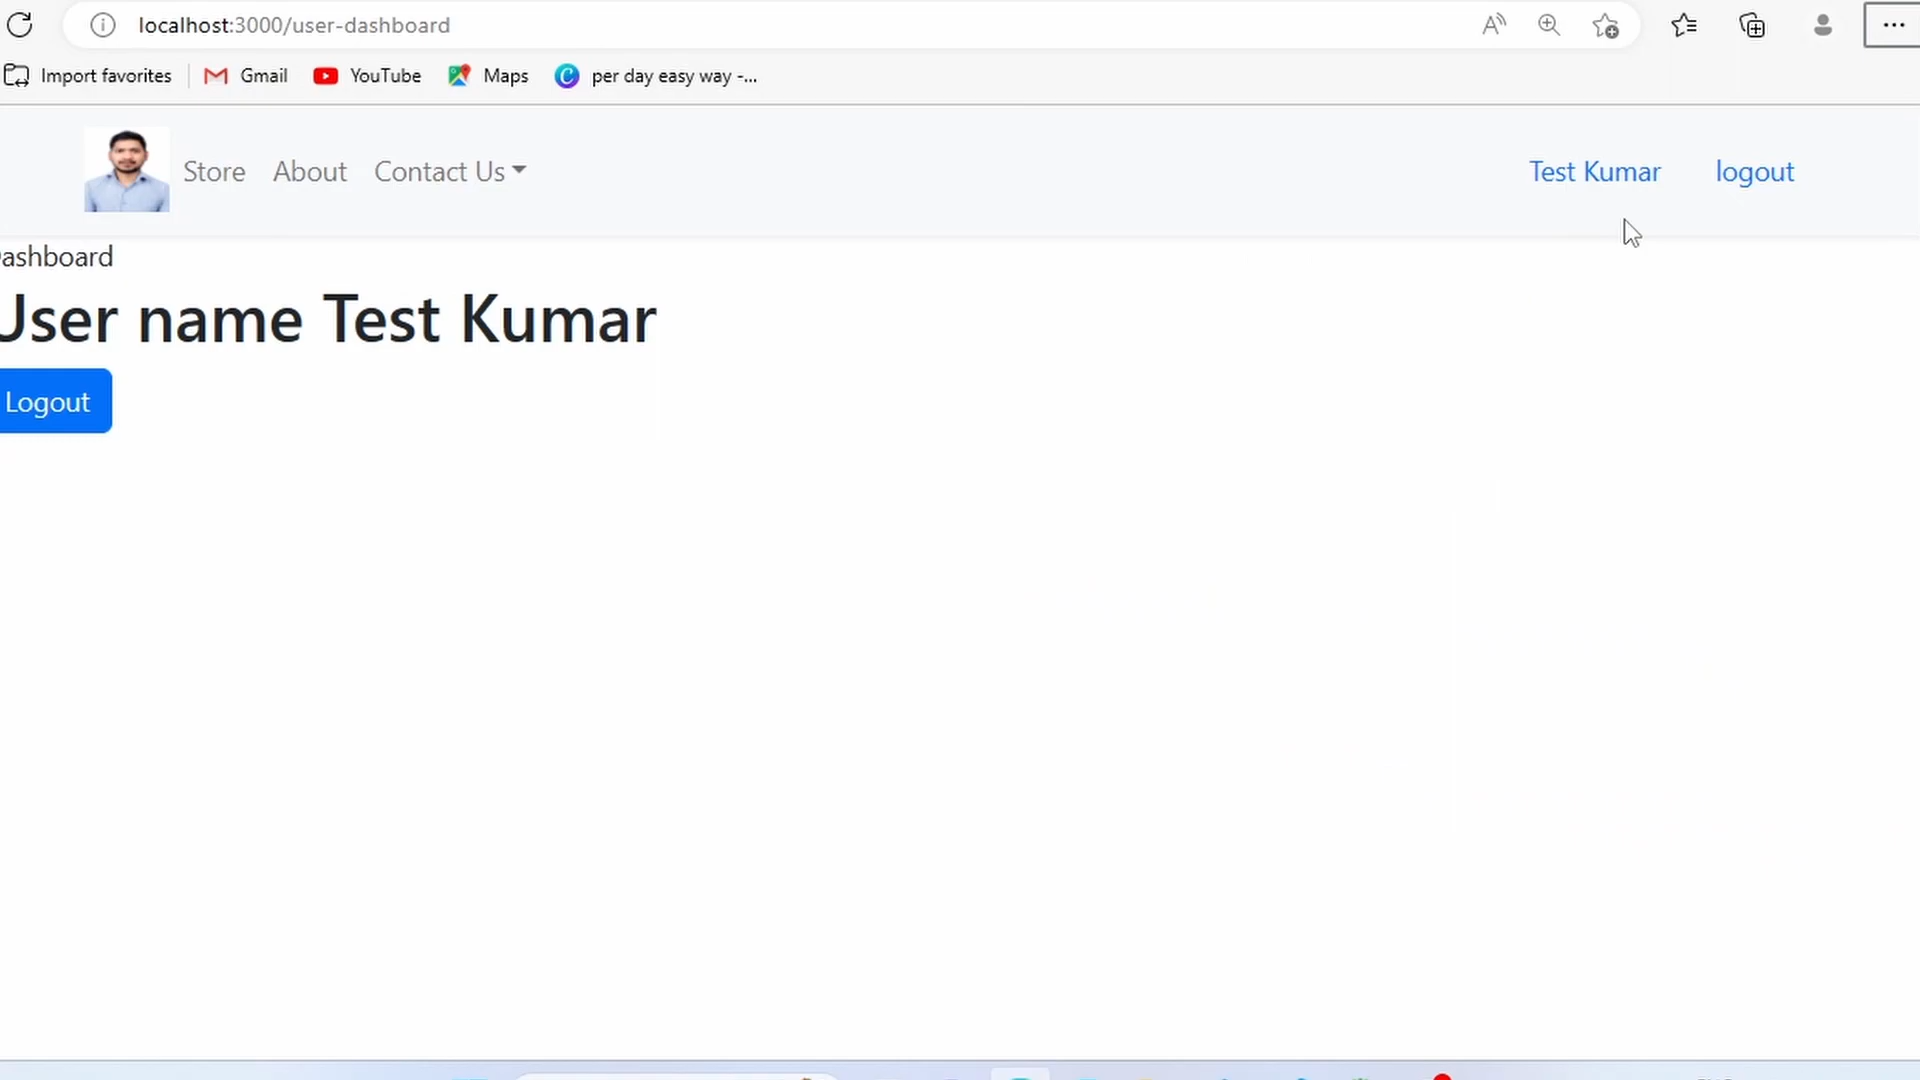 localhost:3000/user-dashboard
Import favorites Gmail YouTube Maps per day easy way -...
Store About Contact Us Test Kumar logout
ashboard
User name Test Kumar
Logout